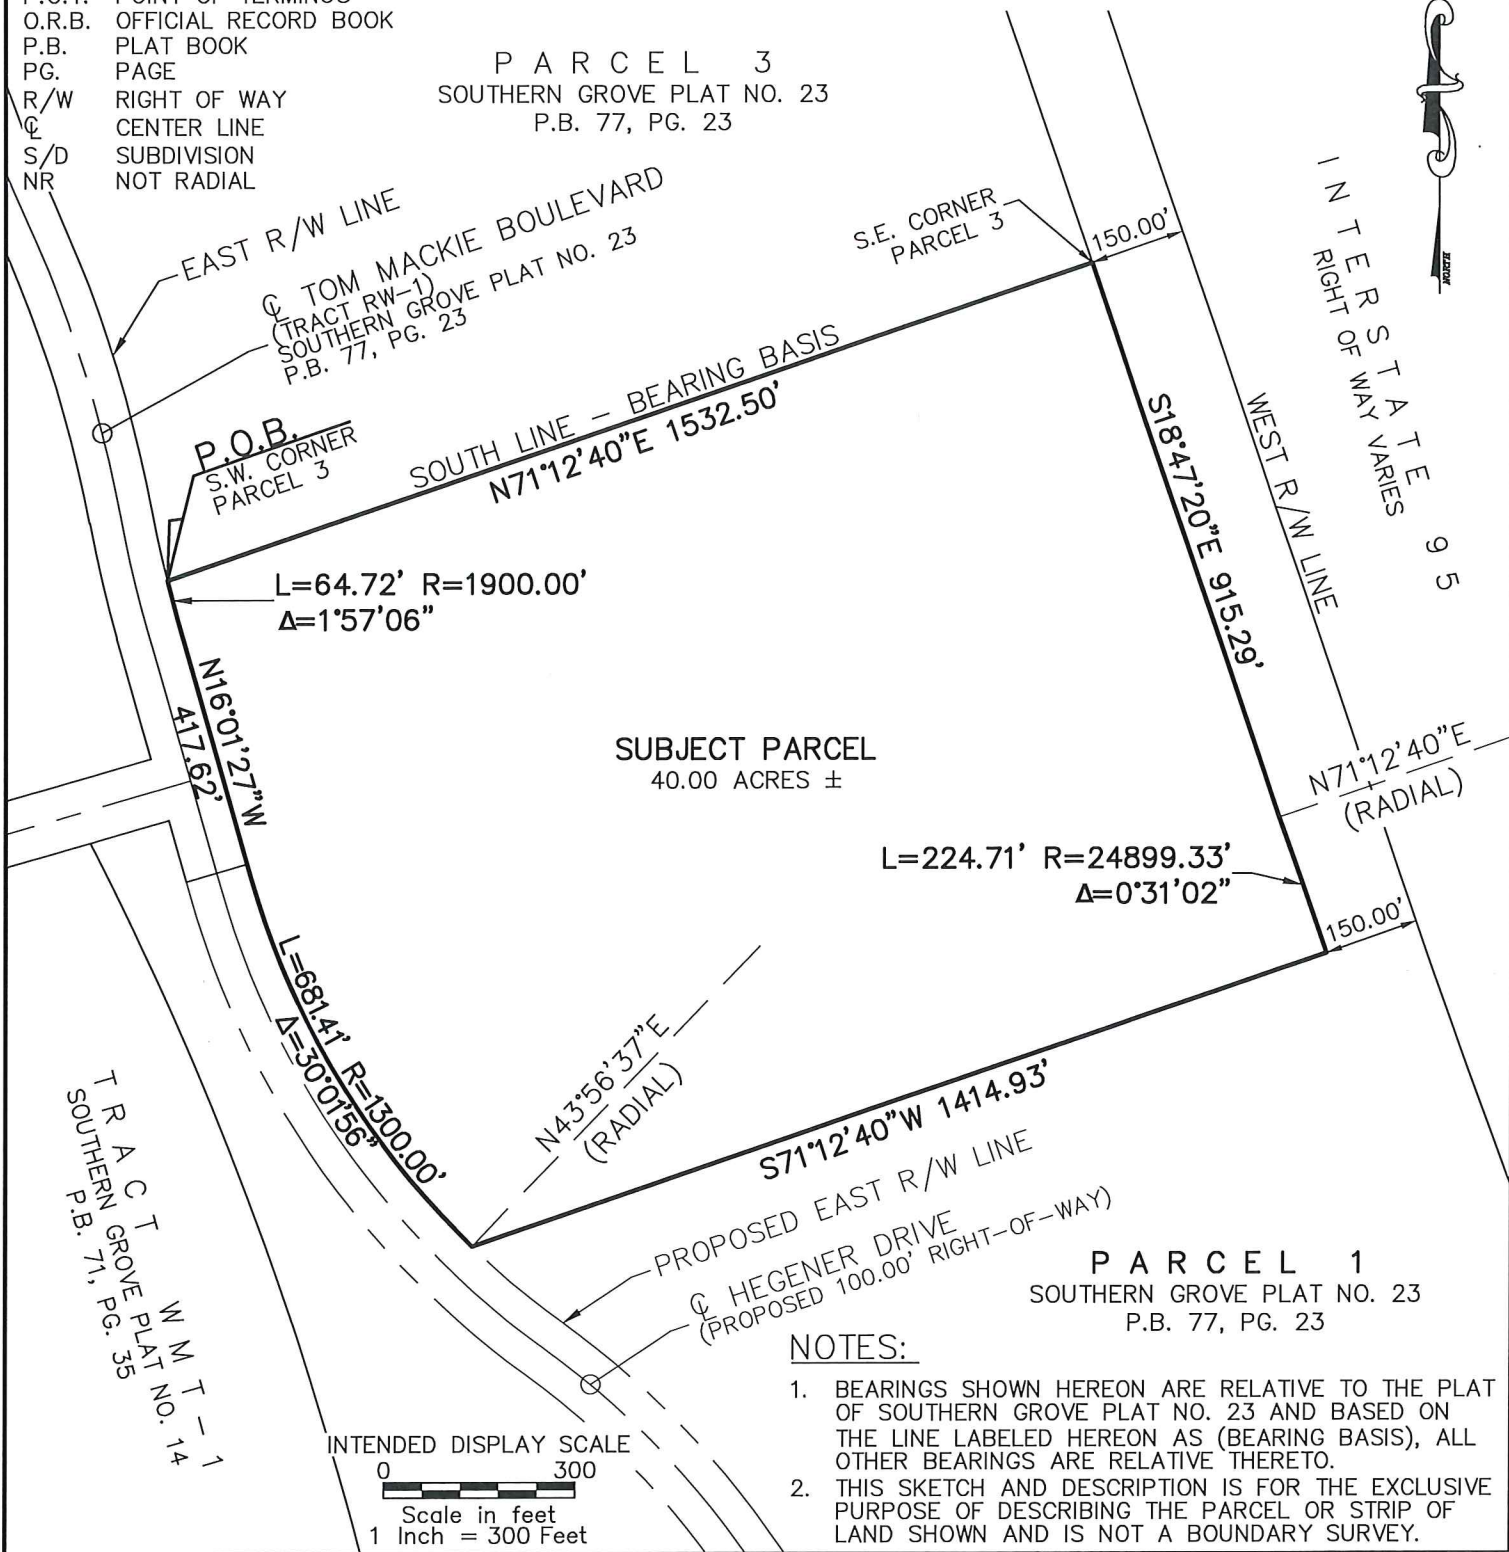 O.R.B. OFFICIAL RECORD BOOK
P.B. PLAT BOOK
PG. PAGE
R/W RIGHT OF WAY
℄ CENTER LINE
S/D SUBDIVISION
NR NOT RADIAL
PARCEL 3
SOUTHERN GROVE PLAT NO. 23
P.B. 77, PG. 23
NORTH
EAST R/W LINE
℄ TOM MACKIE BOULEVARD
(TRACT RW-1)
SOUTHERN GROVE PLAT NO. 23
P.B. 77, PG. 23
S.E. CORNER
PARCEL 3
150.00'
INTERSTATE 95
RIGHT OF WAY VARIES
WEST R/W LINE
P.O.B.
S.W. CORNER
PARCEL 3
SOUTH LINE - BEARING BASIS
N71°12'40"E 1532.50'
S18°47'20"E 915.29'
L=64.72' R=1900.00'
Δ=1°57'06"
N16°01'27"W
417.62'
SUBJECT PARCEL
40.00 ACRES ±
N71°12'40"E
(RADIAL)
L=224.71' R=24899.33'
Δ=0°31'02"
150.00'
L=681.41' R=1300.00'
Δ=30°01'56"
N43°56'37"E
(RADIAL)
S71°12'40"W 1414.93'
PROPOSED EAST R/W LINE
℄ HEGENER DRIVE
(PROPOSED 100.00' RIGHT-OF-WAY)
TRACT WMT-1
SOUTHERN GROVE PLAT NO. 14
P.B. 71, PG. 35
PARCEL 1
SOUTHERN GROVE PLAT NO. 23
P.B. 77, PG. 23
NOTES:
1. BEARINGS SHOWN HEREON ARE RELATIVE TO THE PLAT
OF SOUTHERN GROVE PLAT NO. 23 AND BASED ON
THE LINE LABELED HEREON AS (BEARING BASIS), ALL
OTHER BEARINGS ARE RELATIVE THERETO.
2. THIS SKETCH AND DESCRIPTION IS FOR THE EXCLUSIVE
PURPOSE OF DESCRIBING THE PARCEL OR STRIP OF
LAND SHOWN AND IS NOT A BOUNDARY SURVEY.
INTENDED DISPLAY SCALE
0 300
Scale in feet
1 Inch = 300 Feet